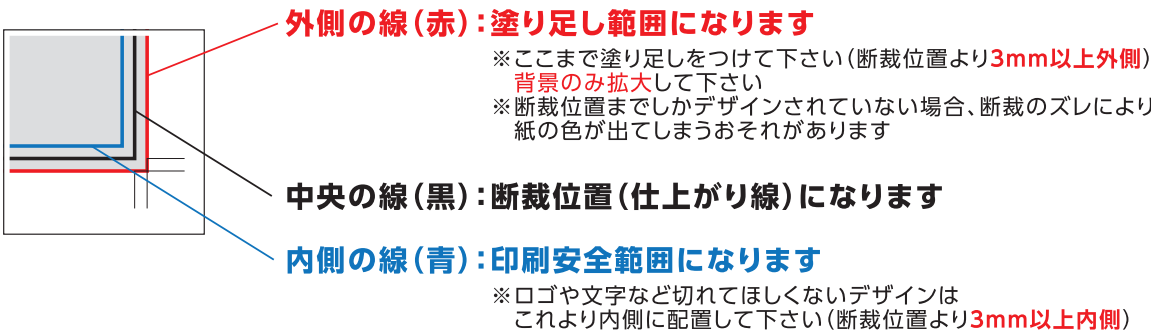 外側の線（赤）：塗り足し範囲になります
※ここまで塗り足しをつけて下さい（断裁位置より3mm以上外側）
背景のみ拡大して下さい
※断裁位置までしかデザインされていない場合、断裁のズレにより
紙の色が出てしまうおそれがあります
中央の線（黒）：断裁位置（仕上がり線）になります
内側の線（青）：印刷安全範囲になります
※ロゴや文字など切れてほしくないデザインは
これより内側に配置して下さい（断裁位置より3mm以上内側）